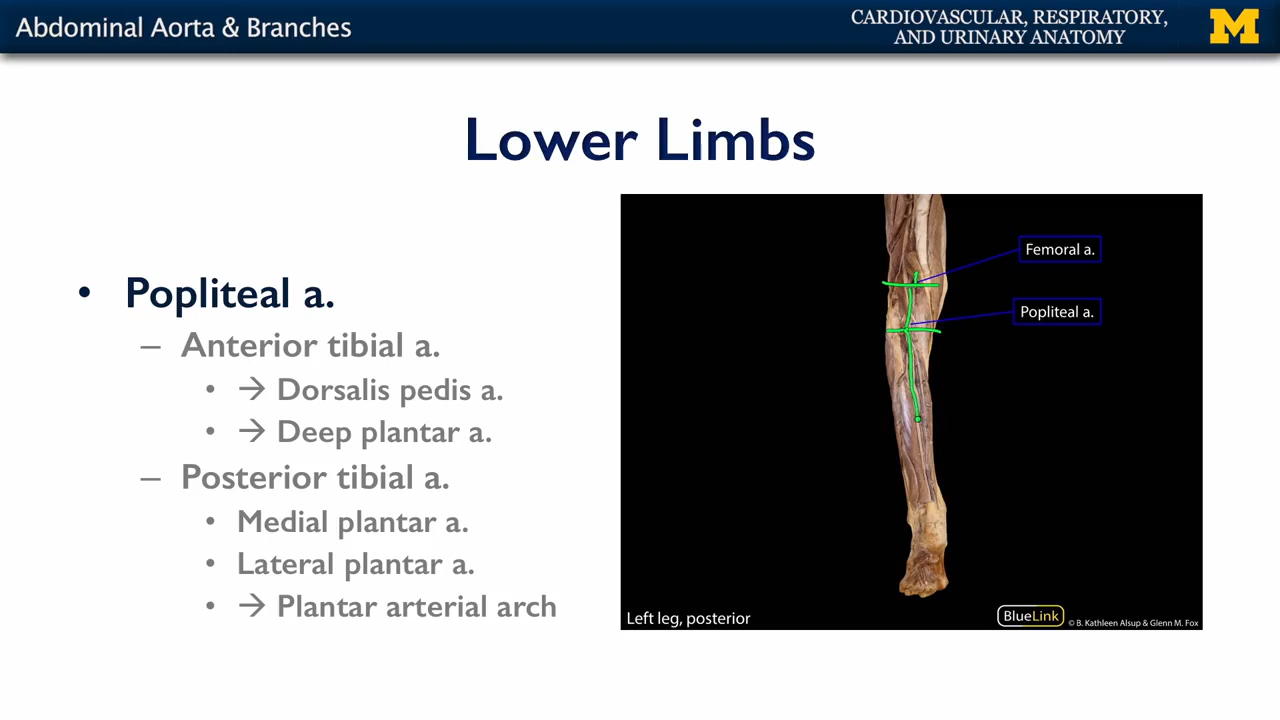 Abdominal Aorta & Branches
CARDIOVASCULAR, RESPIRATORY,
AND URINARY ANATOMY
M
Lower Limbs
• Popliteal a.
– Anterior tibial a.
• → Dorsalis pedis a.
• → Deep plantar a.
– Posterior tibial a.
• Medial plantar a.
• Lateral plantar a.
• → Plantar arterial arch
Femoral a.
Popliteal a.
Left leg, posterior
BlueLink
© B. Kathleen Alsup & Glenn M. Fox